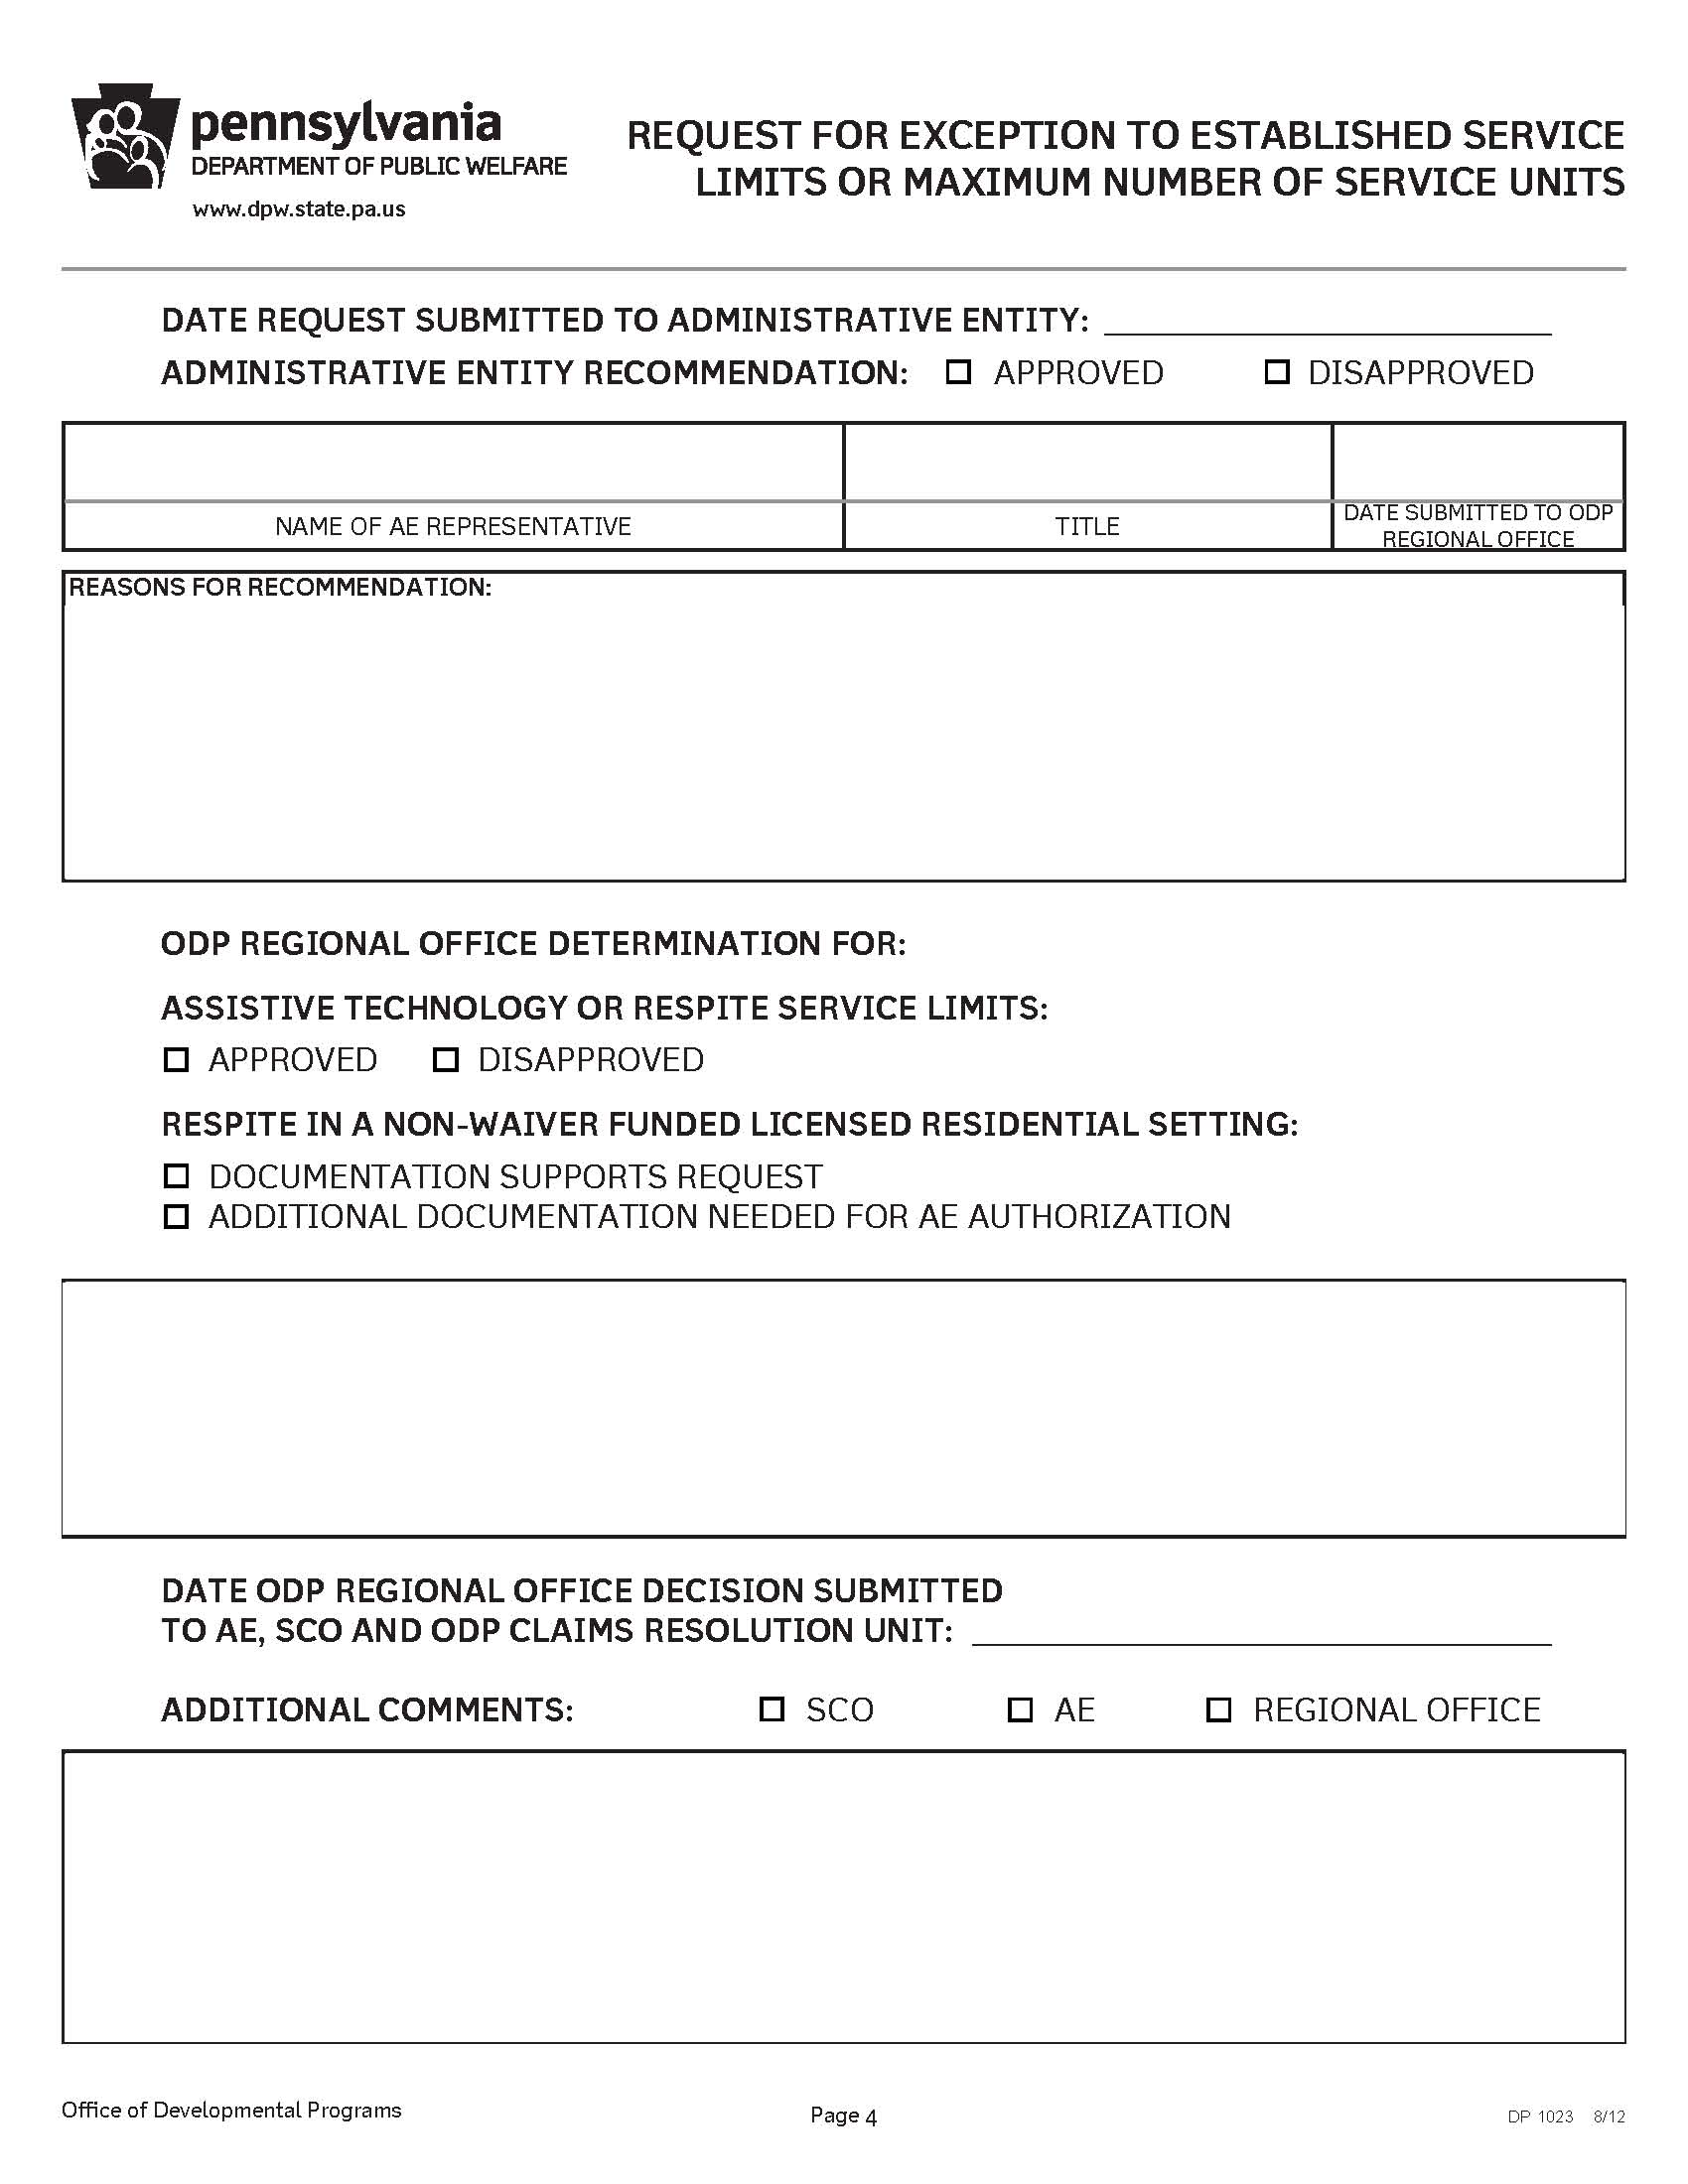 pennsylvania
DEPARTMENT OF PUBLIC WELFARE
www.dpw.state.pa.us
REQUEST FOR EXCEPTION TO ESTABLISHED SERVICE
LIMITS OR MAXIMUM NUMBER OF SERVICE UNITS
DATE REQUEST SUBMITTED TO ADMINISTRATIVE ENTITY:
ADMINISTRATIVE ENTITY RECOMMENDATION: APPROVED DISAPPROVED
NAME OF AE REPRESENTATIVE
TITLE
DATE SUBMITTED TO ODP
REGIONAL OFFICE
REASONS FOR RECOMMENDATION:
ODP REGIONAL OFFICE DETERMINATION FOR:
ASSISTIVE TECHNOLOGY OR RESPITE SERVICE LIMITS:
APPROVED DISAPPROVED
RESPITE IN A NON-WAIVER FUNDED LICENSED RESIDENTIAL SETTING:
DOCUMENTATION SUPPORTS REQUEST
ADDITIONAL DOCUMENTATION NEEDED FOR AE AUTHORIZATION
DATE ODP REGIONAL OFFICE DECISION SUBMITTED
TO AE, SCO AND ODP CLAIMS RESOLUTION UNIT:
ADDITIONAL COMMENTS: SCO AE REGIONAL OFFICE
Office of Developmental Programs
Page 4
DP 1023 8/12